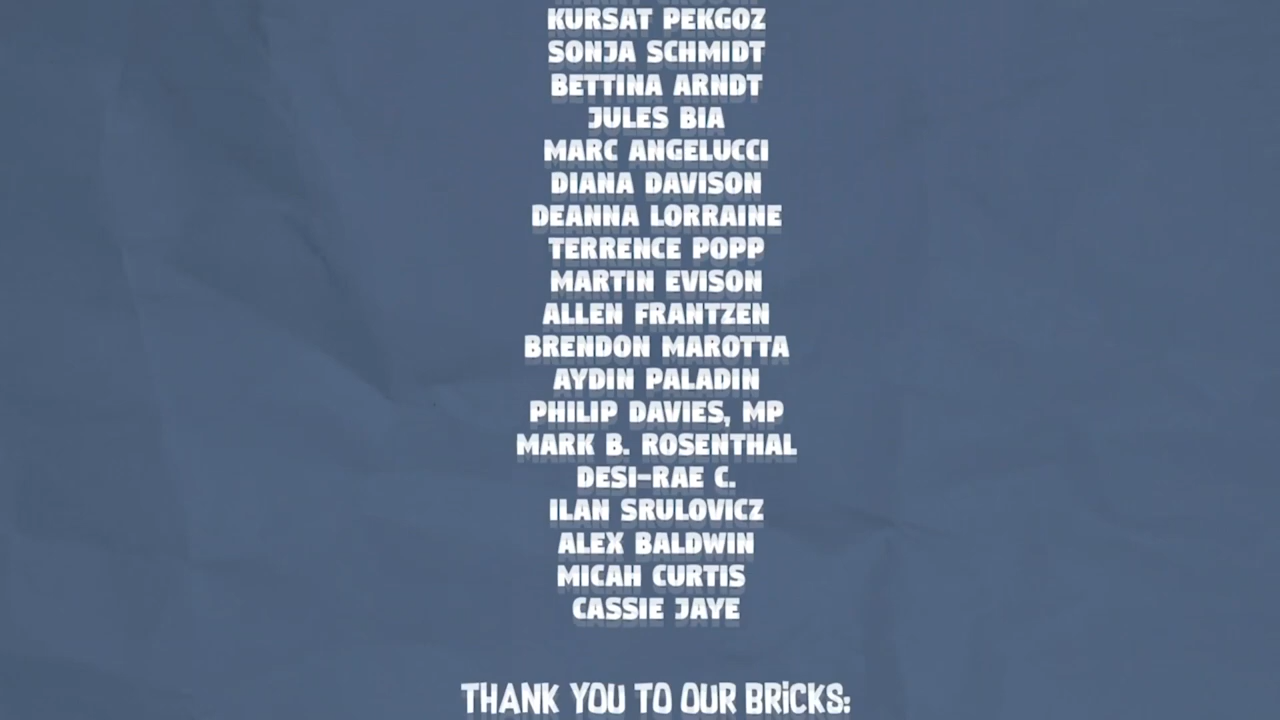 KURSAT PEKGOZ
SONJA SCHMIDT
BETTINA ARNDT
JULES BIA
MARC ANGELUCCI
DIANA DAVISON
DEANNA LORRAINE
TERRENCE POPP
MARTIN EVISON
ALLEN FRANTZEN
BRENDON MAROTTA
AYDIN PALADIN
PHILIP DAVIES, MP
MARK B. ROSENTHAL
DESI-RAE C.
ILAN SRULOVICZ
ALEX BALDWIN
MICAH CURTIS
CASSIE JAYE
THANK YOU TO OUR BRiCKS: